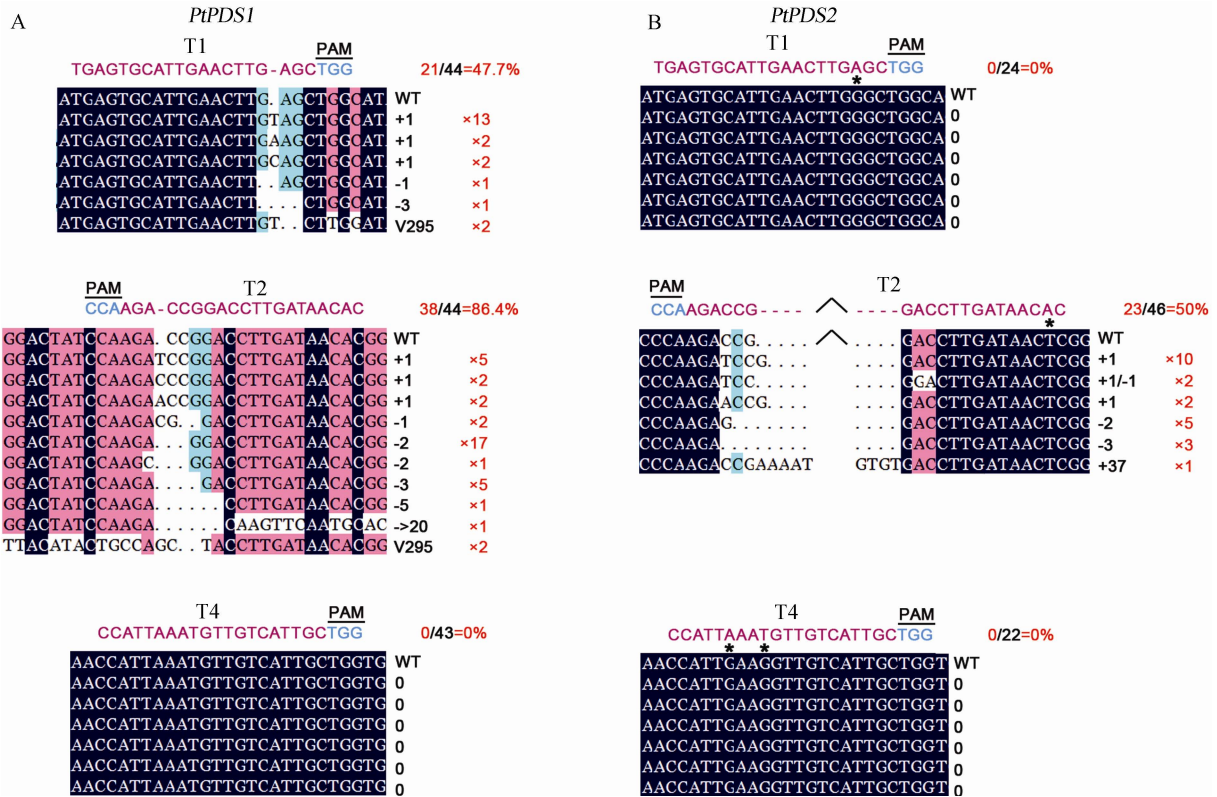 A
PtPDS1
T1
PAM
TGAGTGCATTGAACTTG-AGCTGG
21/44=47.7%
ATGAGTGCATTGAACTTG.AGCTGGCAT. WT
ATGAGTGCATTGAACTTGTAGCTGGCAT. +1 ×13
ATGAGTGCATTGAACTTGAAGCTGGCAT. +1 ×2
ATGAGTGCATTGAACTTGCAGCTGGCAT. +1 ×2
ATGAGTGCATTGAACTT..AGCTGGCAT. -1 ×1
ATGAGTGCATTGAACTT....CTGGCAT. -3 ×1
ATGAGTGCATTGAACTTGT..CTTGGAT. V295 ×2
PAM
T2
CCAAGA-CCGGACCTTGATAACAC
38/44=86.4%
GGACTATCCAAGA.CCGGACCTTGATAACACGG WT
GGACTATCCAAGATCCGGACCTTGATAACACGG +1 ×5
GGACTATCCAAGACCCGGACCTTGATAACACGG +1 ×2
GGACTATCCAAGAACCGGACCTTGATAACACGG +1 ×2
GGACTATCCAAGACG..GACCTTGATAACACGG -1 ×2
GGACTATCCAAGA...GGACCTTGATAACACGG -2 ×17
GGACTATCCAAGC...GGACCTTGATAACACGG -2 ×1
GGACTATCCAAGA....GACCTTGATAACACGG -3 ×5
GGACTATCCAAGA......CCTTGATAACACGG -5 ×1
GGACTATCCAAGA......CAAGTTCAATGCAC ->20 ×1
TTACATACTGCCAGC..TACCTTGATAACACGG V295 ×2
T4
PAM
CCATTAAATGTTGTCATTGCTGG
0/43=0%
AACCATTAAATGTTGTCATTGCTGGTG WT
AACCATTAAATGTTGTCATTGCTGGTG 0
AACCATTAAATGTTGTCATTGCTGGTG 0
AACCATTAAATGTTGTCATTGCTGGTG 0
AACCATTAAATGTTGTCATTGCTGGTG 0
AACCATTAAATGTTGTCATTGCTGGTG 0
AACCATTAAATGTTGTCATTGCTGGTG 0
B
PtPDS2
T1
PAM
TGAGTGCATTGAACTTGAGCTGG
0/24=0%
*
ATGAGTGCATTGAACTTGGGCTGGCA WT
ATGAGTGCATTGAACTTGGGCTGGCA 0
ATGAGTGCATTGAACTTGGGCTGGCA 0
ATGAGTGCATTGAACTTGGGCTGGCA 0
ATGAGTGCATTGAACTTGGGCTGGCA 0
ATGAGTGCATTGAACTTGGGCTGGCA 0
ATGAGTGCATTGAACTTGGGCTGGCA 0
PAM
T2
CCAAGACCG---- ----GACCTTGATAACAC
23/46=50%
*
CCCAAGACCG..... ....GACCTTGATAACTCGG WT
CCCAAGATCCG.... ....GACCTTGATAACTCGG +1 ×10
CCCAAGATCC..... ....GGACTTGATAACTCGG +1/-1 ×2
CCCAAGAACCG.... ....GACCTTGATAACTCGG +1 ×2
CCCAAGAG....... ....GACCTTGATAACTCGG -2 ×5
CCCAAGA........ ....GACCTTGATAACTCGG -3 ×3
CCCAAGACCGAAAAT GTGTGACCTTGATAACTCGG +37 ×1
T4
PAM
CCATTAAATGTTGTCATTGCTGG
0/22=0%
* *
AACCATTGAAGGTTGTCATTGCTGGT WT
AACCATTGAAGGTTGTCATTGCTGGT 0
AACCATTGAAGGTTGTCATTGCTGGT 0
AACCATTGAAGGTTGTCATTGCTGGT 0
AACCATTGAAGGTTGTCATTGCTGGT 0
AACCATTGAAGGTTGTCATTGCTGGT 0
AACCATTGAAGGTTGTCATTGCTGGT 0